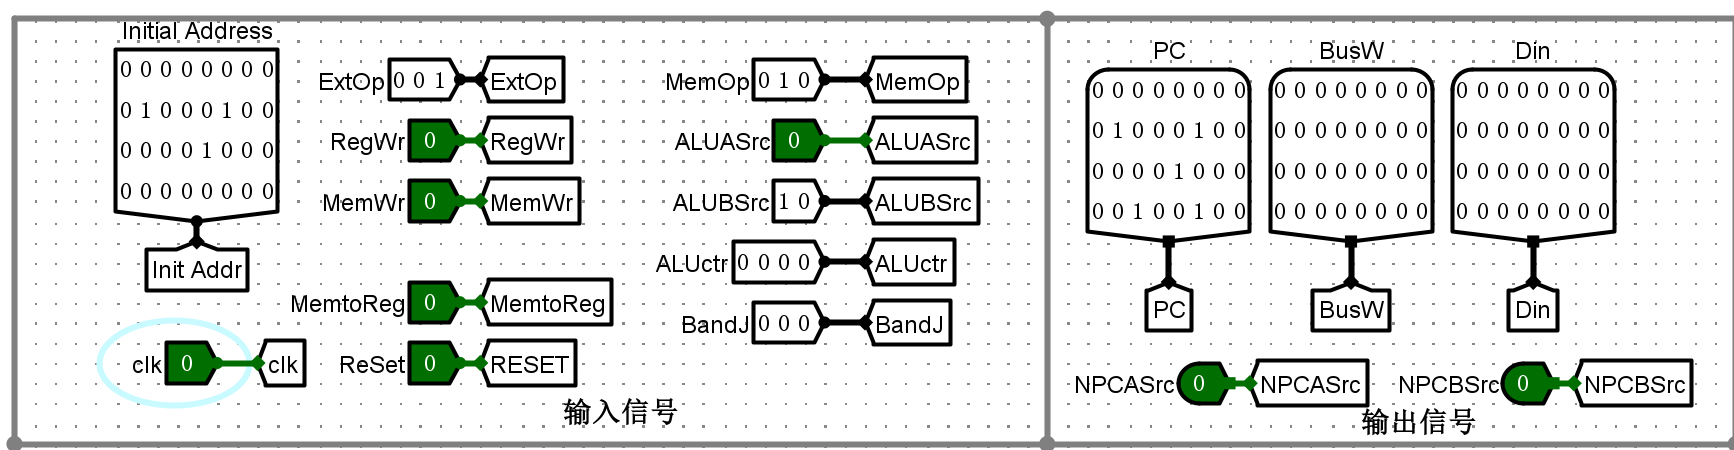 Initial Address
0 0 0 0 0 0 0 0
0 1 0 0 0 1 0 0
0 0 0 0 1 0 0 0
0 0 0 0 0 0 0 0
Init Addr
clk 0 clk
ExtOp 0 0 1 ExtOp
RegWr 0 RegWr
MemWr 0 MemWr
MemtoReg 0 MemtoReg
ReSet 0 RESET
MemOp 0 1 0 MemOp
ALUASrc 0 ALUASrc
ALUBSrc 1 0 ALUBSrc
ALUctr 0 0 0 0 ALUctr
BandJ 0 0 0 BandJ
输入信号
PC
0 0 0 0 0 0 0 0
0 1 0 0 0 1 0 0
0 0 0 0 1 0 0 0
0 0 1 0 0 1 0 0
PC
BusW
0 0 0 0 0 0 0 0
0 0 0 0 0 0 0 0
0 0 0 0 0 0 0 0
0 0 0 0 0 0 0 0
BusW
Din
0 0 0 0 0 0 0 0
0 0 0 0 0 0 0 0
0 0 0 0 0 0 0 0
0 0 0 0 0 0 0 0
Din
NPCASrc 0 NPCASrc
NPCBSrc 0 NPCBSrc
输出信号